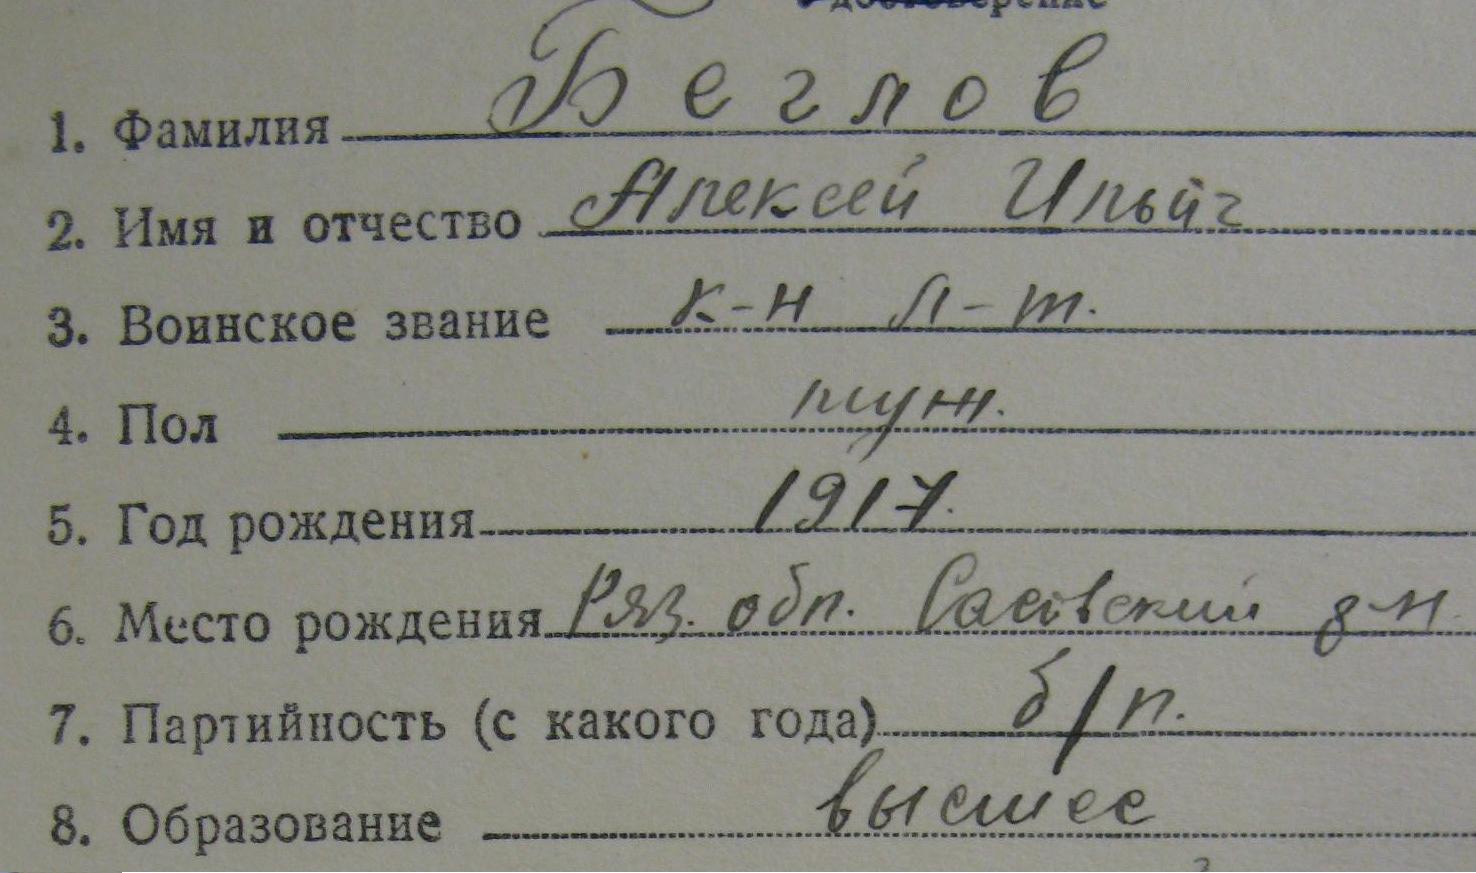 достоверение
1. Фамилия Беглов
2. Имя и отчество Алексей Ильич
3. Воинское звание к-н л-т.
4. Пол муж.
5. Год рождения 1917.
6. Место рождения Ряз. обл. Сасовский р-н.
7. Партийность (с какого года) б/п.
8. Образование высшее